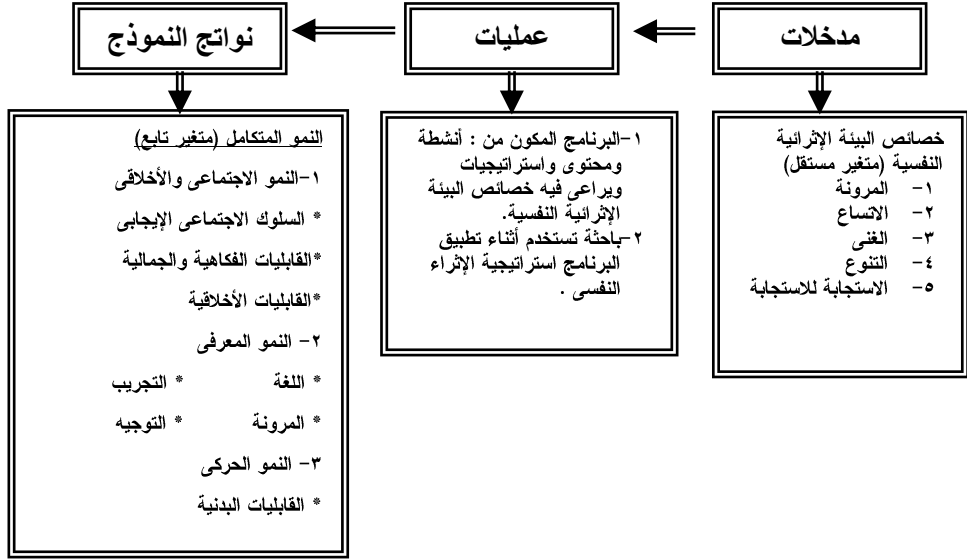 مدخلات
عمليات
نواتج النموذج
خصائص البيئة الإثرائية
النفسية (متغير مستقل)
١- المرونة
٢- الاتساع
٣- الغنى
٤- التنوع
٥- الاستجابة للاستجابة
١-البرنامج المكون من : أنشطة
ومحتوى واستراتيجيات
ويراعى فيه خصائص البيئة
الإثرائية النفسية.
٢-باحثة تستخدم أثناء تطبيق
البرنامج استراتيجية الإثراء
النفسى .
النمو المتكامل (متغير تابع)
١-النمو الاجتماعى والأخلاقى
* السلوك الاجتماعى الإيجابى
*القابليات الفكاهية والجمالية
*القابليات الأخلاقية
٢- النمو المعرفى
* اللغة * التجريب
* المرونة * التوجيه
٣- النمو الحركى
* القابليات البدنية